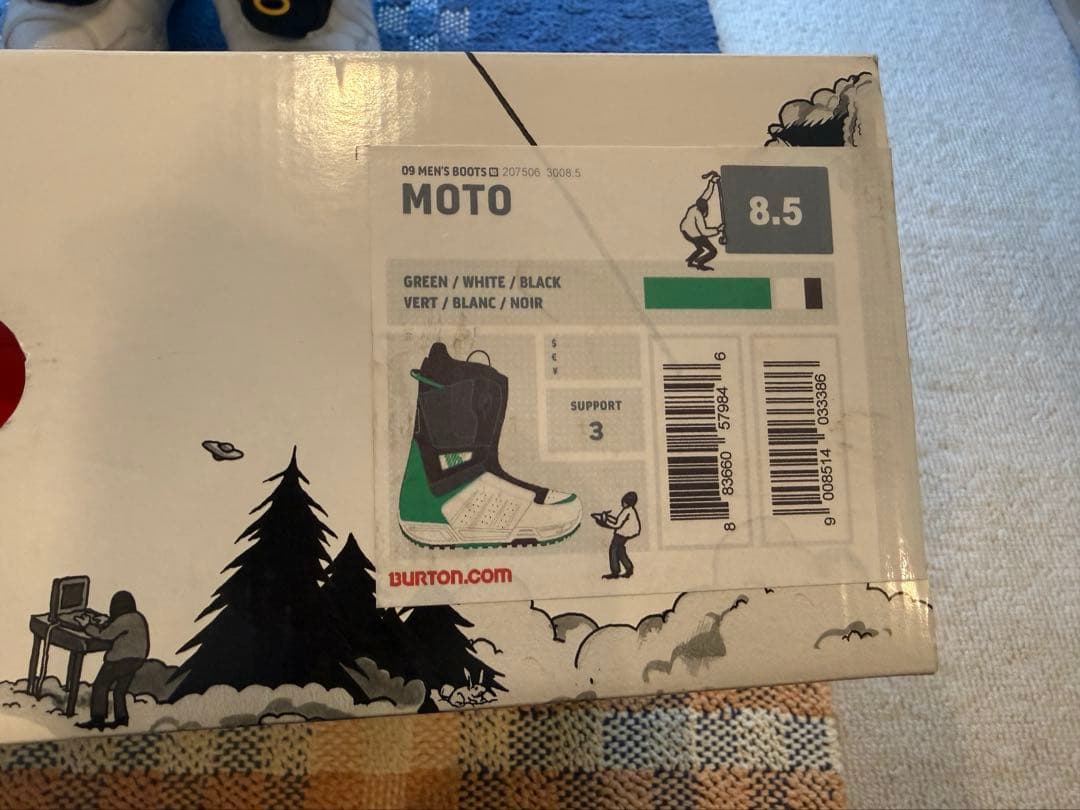 09 MEN'S BOOTS 207506 3008.5
MOTO
8.5
GREEN / WHITE / BLACK
VERT / BLANC / NOIR
$
€
¥
SUPPORT
3
8 83660 57984 6
9 008514 033386
BURTON.COM